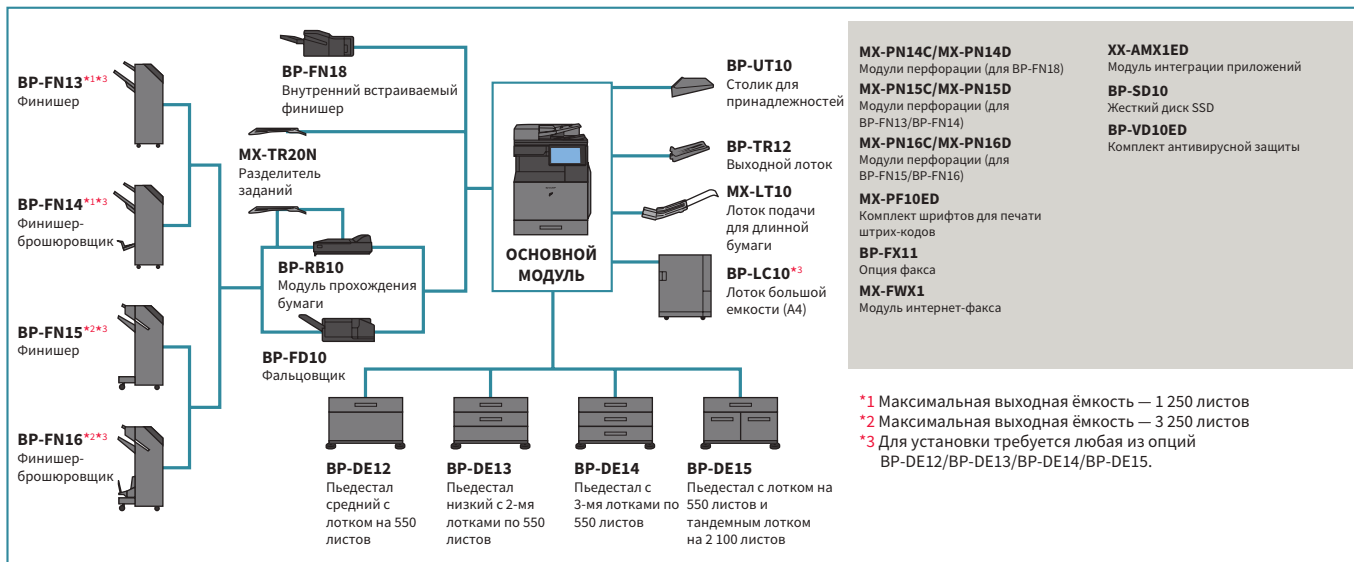 BP-FN13*1*3
Финишер
BP-FN14*1*3
Финишер-
брошюровщик
BP-FN15*2*3
Финишер
BP-FN16*2*3
Финишер-
брошюровщик
BP-FN18
Внутренний встраиваемый
финишер
MX-TR20N
Разделитель
заданий
BP-RB10
Модуль прохождения
бумаги
BP-FD10
Фальцовщик
ОСНОВНОЙ
МОДУЛЬ
BP-UT10
Столик для
принадлежностей
BP-TR12
Выходной лоток
MX-LT10
Лоток подачи
для длинной
бумаги
BP-LC10*3
Лоток большой
емкости (А4)
BP-DE12
Пьедестал
средний с
лотком на 550
листов
BP-DE13
Пьедестал
низкий с 2-мя
лотками по 550
листов
BP-DE14
Пьедестал с
3-мя лотками по
550 листов
BP-DE15
Пьедестал с лотком на
550 листов и
тандемным лотком
на 2 100 листов
MX-PN14C/MX-PN14D
Модули перфорации (для BP-FN18)
MX-PN15C/MX-PN15D
Модули перфорации (для
BP-FN13/BP-FN14)
MX-PN16C/MX-PN16D
Модули перфорации (для
BP-FN15/BP-FN16)
MX-PF10ED
Комплект шрифтов для печати
штрих-кодов
BP-FX11
Опция факса
MX-FWX1
Модуль интернет-факса
XX-AMX1ED
Модуль интеграции приложений
BP-SD10
Жесткий диск SSD
BP-VD10ED
Комплект антивирусной защиты
*1 Максимальная выходная ёмкость — 1 250 листов
*2 Максимальная выходная ёмкость — 3 250 листов
*3 Для установки требуется любая из опций
BP-DE12/BP-DE13/BP-DE14/BP-DE15.